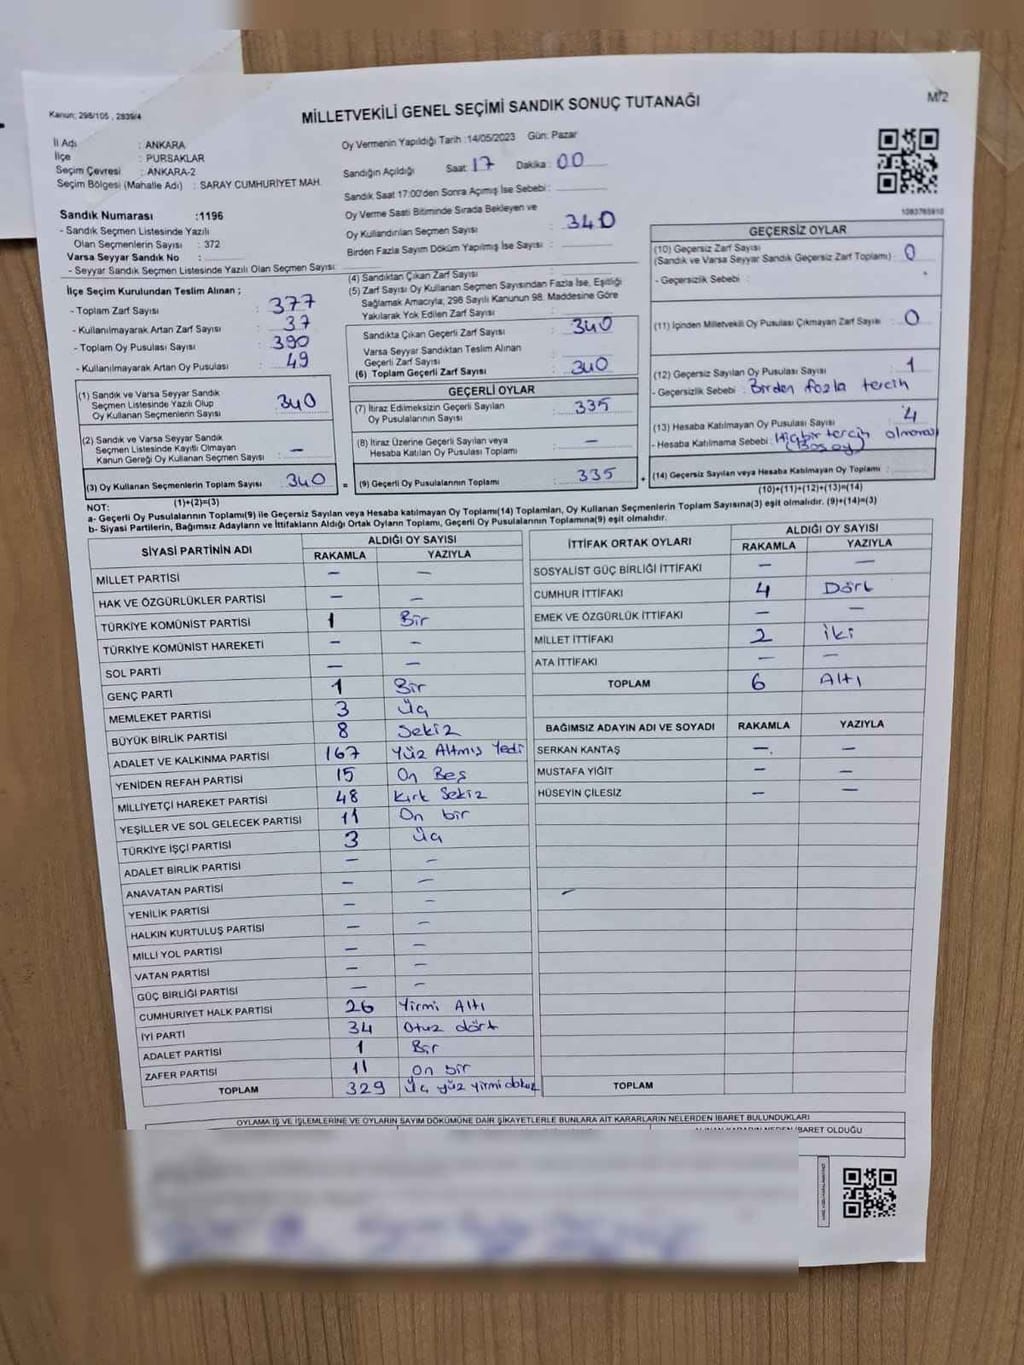 Kanun: 298/105 , 2839/4
MİLLETVEKİLİ GENEL SEÇİMİ SANDIK SONUÇ TUTANAĞI
M/2
İl Adı : ANKARA
İlçe : PURSAKLAR
Seçim Çevresi : ANKARA-2
Seçim Bölgesi (Mahalle Adı) : SARAY CUMHURİYET MAH.
Oy Vermenin Yapıldığı Tarih :14/05/2023 Gün: Pazar
Sandığın Açıldığı Saat: 17 Dakika : 00
Sandık Saat 17:00'den Sonra Açımış İse Sebebi :
Sandık Numarası :1196
- Sandık Seçmen Listesinde Yazılı
Olan Seçmenlerin Sayısı : 372
Varsa Seyyar Sandık No :
- Seyyar Sandık Seçmen Listesinde Yazılı Olan Seçmen Sayısı:
Oy Verme Saati Bitiminde Sırada Bekleyen ve
Oy Kullandırılan Seçmen Sayısı : 340
Birden Fazla Sayım Döküm Yapılmış İse Sayısı :
1083765910
İlçe Seçim Kurulundan Teslim Alınan ;
- Toplam Zarf Sayısı : 377
- Kullanılmayarak Artan Zarf Sayısı : 37
- Toplam Oy Pusulası Sayısı : 390
- Kullanılmayarak Artan Oy Pusulası : 49
(4) Sandıktan Çıkan Zarf Sayısı :
(5) Zarf Sayısı Oy Kullanan Seçmen Sayısından Fazla İse, Eşitliği
Sağlamak Amacıyla, 298 Sayılı Kanunun 98. Maddesine Göre
Yakılarak Yok Edilen Zarf Sayısı :
Sandıkta Çıkan Geçerli Zarf Sayısı : 340
Varsa Seyyar Sandıktan Teslim Alınan
Geçerli Zarf Sayısı :
(6) Toplam Geçerli Zarf Sayısı : 340
GEÇERSİZ OYLAR
(10) Geçersiz Zarf Sayısı : 0
(Sandık ve Varsa Seyyar Sandık Geçersiz Zarf Toplamı)
- Geçersizlik Sebebi :
(11) İçinden Milletvekili Oy Pusulası Çıkmayan Zarf Sayısı : 0
(12) Geçersiz Sayılan Oy Pusulası Sayısı : 1
- Geçersizlik Sebebi : Birden fazla tercih
(13) Hesaba Katılmayan Oy Pusulası Sayısı : 4
- Hesaba Katılmama Sebebi : Hiçbir tercih olmaması
(Boş oy)
(14) Geçersiz Sayılan veya Hesaba Katılmayan Oy Toplamı :
(10)+(11)+(12)+(13)=(14)
(1) Sandık ve Varsa Seyyar Sandık
Seçmen Listesinde Yazılı Olup
Oy Kullanan Seçmenlerin Sayısı : 340
(2) Sandık ve Varsa Seyyar Sandık
Seçmen Listesinde Kayıtlı Olmayan
Kanun Gereği Oy Kullanan Seçmen Sayısı : —
(3) Oy Kullanan Seçmenlerin Toplam Sayısı : 340 =
(1)+(2)=(3)
GEÇERLİ OYLAR
(7) İtiraz Edilmeksizin Geçerli Sayılan
Oy Pusulalarının Sayısı : 335
(8) İtiraz Üzerine Geçerli Sayılan veya
Hesaba Katılan Oy Pusulası Toplamı : —
(9) Geçerli Oy Pusulalarının Toplamı : 335 +
NOT:
a- Geçerli Oy Pusulalarının Toplamı(9) ile Geçersiz Sayılan veya Hesaba katılmayan Oy Toplamı(14) Toplamları, Oy Kullanan Seçmenlerin Toplam Sayısına(3) eşit olmalıdır. (9)+(14)=(3)
b- Siyasi Partilerin, Bağımsız Adayların ve İttifakların Aldığı Ortak Oyların Toplamı, Geçerli Oy Pusulalarının Toplamına(9) eşit olmalıdır.
SİYASİ PARTİNİN ADI ALDIĞI OY SAYISI
RAKAMLA YAZIYLA
MİLLET PARTİSİ — —
HAK VE ÖZGÜRLÜKLER PARTİSİ — —
TÜRKİYE KOMÜNİST PARTİSİ 1 Bir
TÜRKİYE KOMÜNİST HAREKETİ — —
SOL PARTİ — —
GENÇ PARTİ 1 Bir
MEMLEKET PARTİSİ 3 Üç
BÜYÜK BİRLİK PARTİSİ 8 Sekiz
ADALET VE KALKINMA PARTİSİ 167 Yüz Altmış Yedi
YENİDEN REFAH PARTİSİ 15 On Beş
MİLLİYETÇİ HAREKET PARTİSİ 48 Kırk Sekiz
YEŞİLLER VE SOL GELECEK PARTİSİ 11 On bir
TÜRKİYE İŞÇİ PARTİSİ 3 Üç
ADALET BİRLİK PARTİSİ — —
ANAVATAN PARTİSİ — —
YENİLİK PARTİSİ — —
HALKIN KURTULUŞ PARTİSİ — —
MİLLİ YOL PARTİSİ — —
VATAN PARTİSİ — —
GÜÇ BİRLİĞİ PARTİSİ — —
CUMHURİYET HALK PARTİSİ 26 Yirmi Altı
İYİ PARTİ 34 Otuz dört
ADALET PARTİSİ 1 Bir
ZAFER PARTİSİ 11 On bir
TOPLAM 329 Üç yüz yirmi dokuz
İTTİFAK ORTAK OYLARI ALDIĞI OY SAYISI
RAKAMLA YAZIYLA
SOSYALİST GÜÇ BİRLİĞİ İTTİFAKI — —
CUMHUR İTTİFAKI 4 Dört
EMEK VE ÖZGÜRLÜK İTTİFAKI — —
MİLLET İTTİFAKI 2 İki
ATA İTTİFAKI — —
TOPLAM 6 Altı
BAĞIMSIZ ADAYIN ADI VE SOYADI RAKAMLA YAZIYLA
SERKAN KANTAŞ — —
MUSTAFA YİĞİT — —
HÜSEYİN ÇİLESİZ — —
TOPLAM
OYLAMA İŞ VE İŞLEMLERİNE VE OYLARIN SAYIM DÖKÜMÜNE DAİR ŞİKAYETLERLE BUNLARA AİT KARARLARIN NELERDEN İBARET BULUNDUKLARI
ALINAN KARARIN NEDEN İBARET OLDUĞU